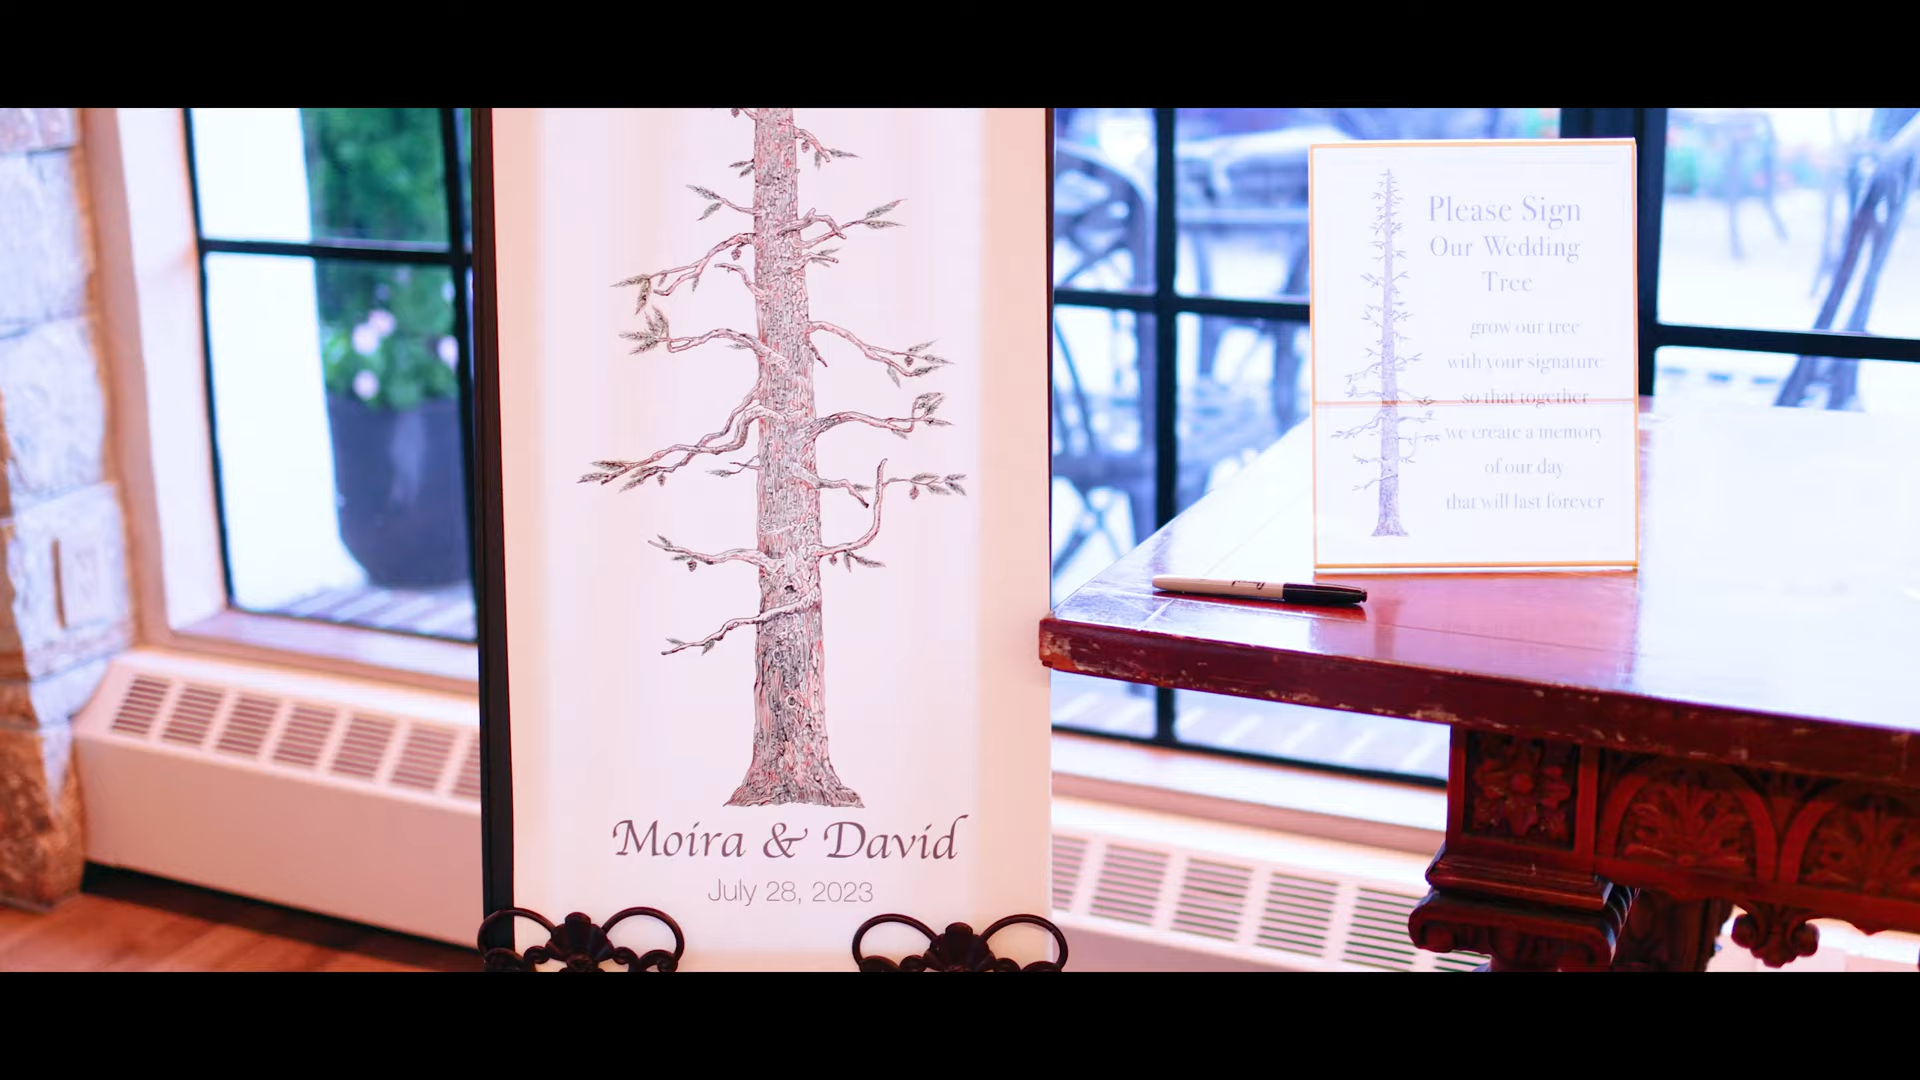 Moira & David
July 28, 2023
Please Sign
Our Wedding
Tree
grow our tree
with your signature
so that together
we create a memory
of our day
that will last forever